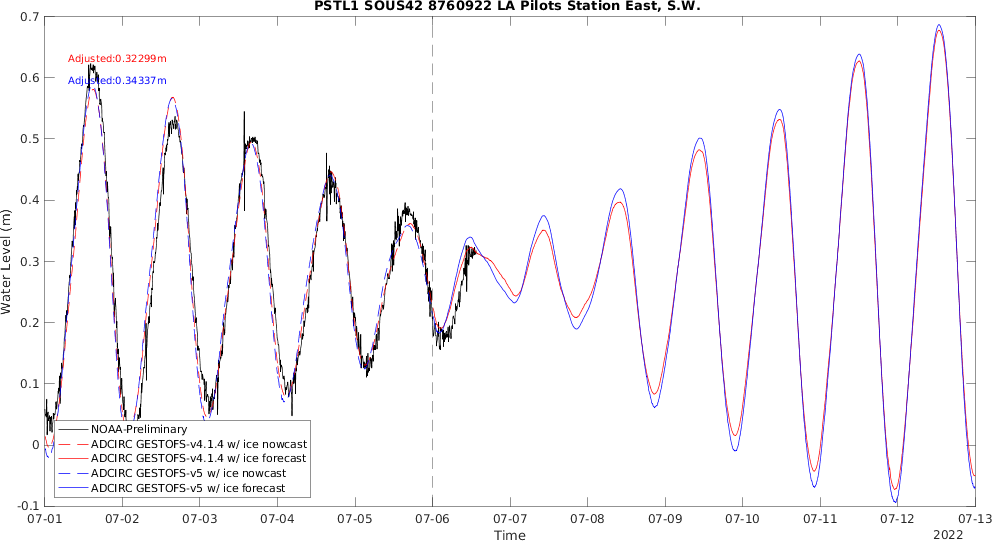 PSTL1 SOUS42 8760922 LA Pilots Station East, S.W.
Adjusted:0.32299m
Adjusted:0.34337m
Water Level (m)
0.7
0.6
0.5
0.4
0.3
0.2
0.1
0
-0.1
NOAA-Preliminary
ADCIRC GESTOFS-v4.1.4 w/ ice nowcast
ADCIRC GESTOFS-v4.1.4 w/ ice forecast
ADCIRC GESTOFS-v5 w/ ice nowcast
ADCIRC GESTOFS-v5 w/ ice forecast
07-01 07-02 07-03 07-04 07-05 07-06 07-07 07-08 07-09 07-10 07-11 07-12 07-13
Time
2022